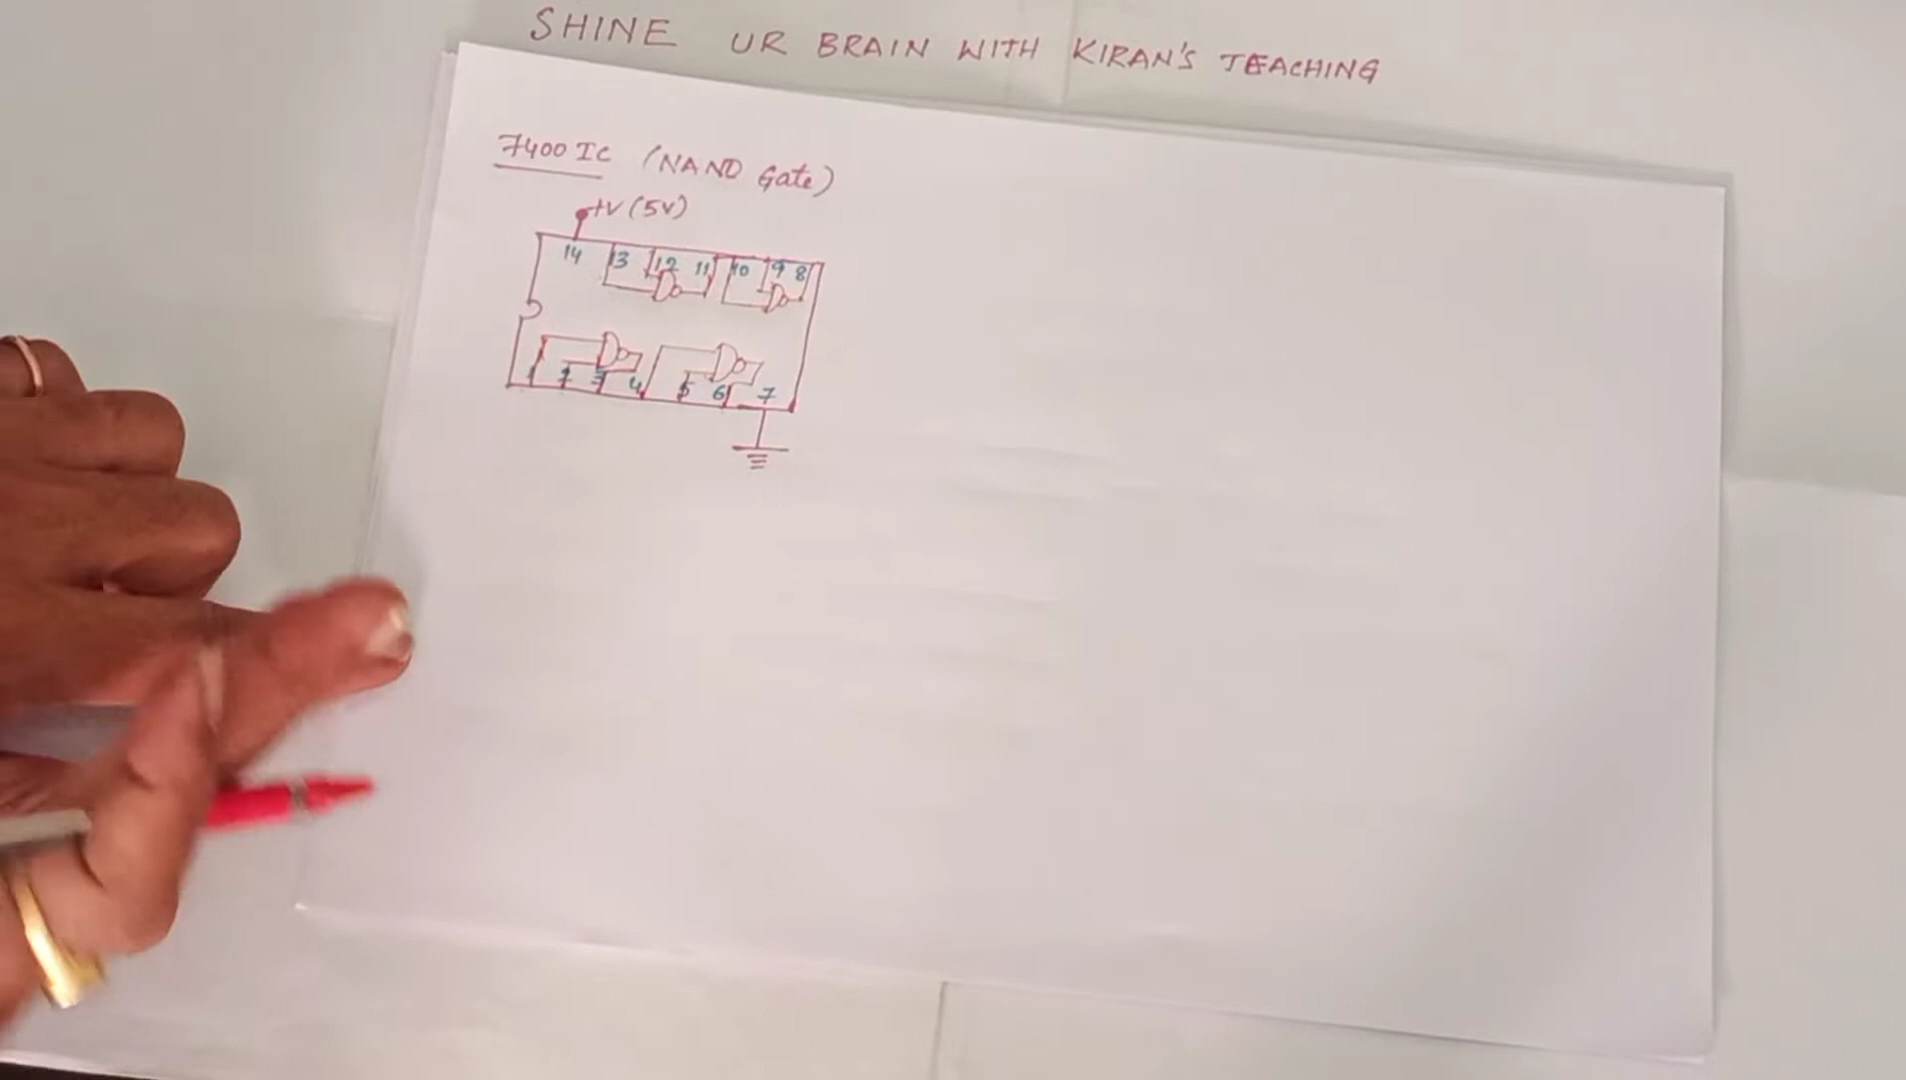 SHINE UR BRAIN WITH KIRAN'S TEACHING
7400 IC (NAND Gate)
+V (5V)
14 13 12 11 10 9 8
1 2 3 4 5 6 7